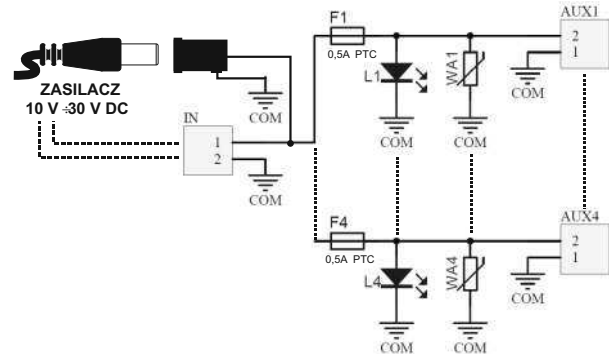 F1
AUX1
0,5A PTC
2
1
L1
WA1
COM
COM
COM
COM
ZASILACZ
10 V ÷30 V DC
IN
1
2
COM
F4
AUX4
0,5A PTC
2
1
L4
WA4
COM
COM
COM